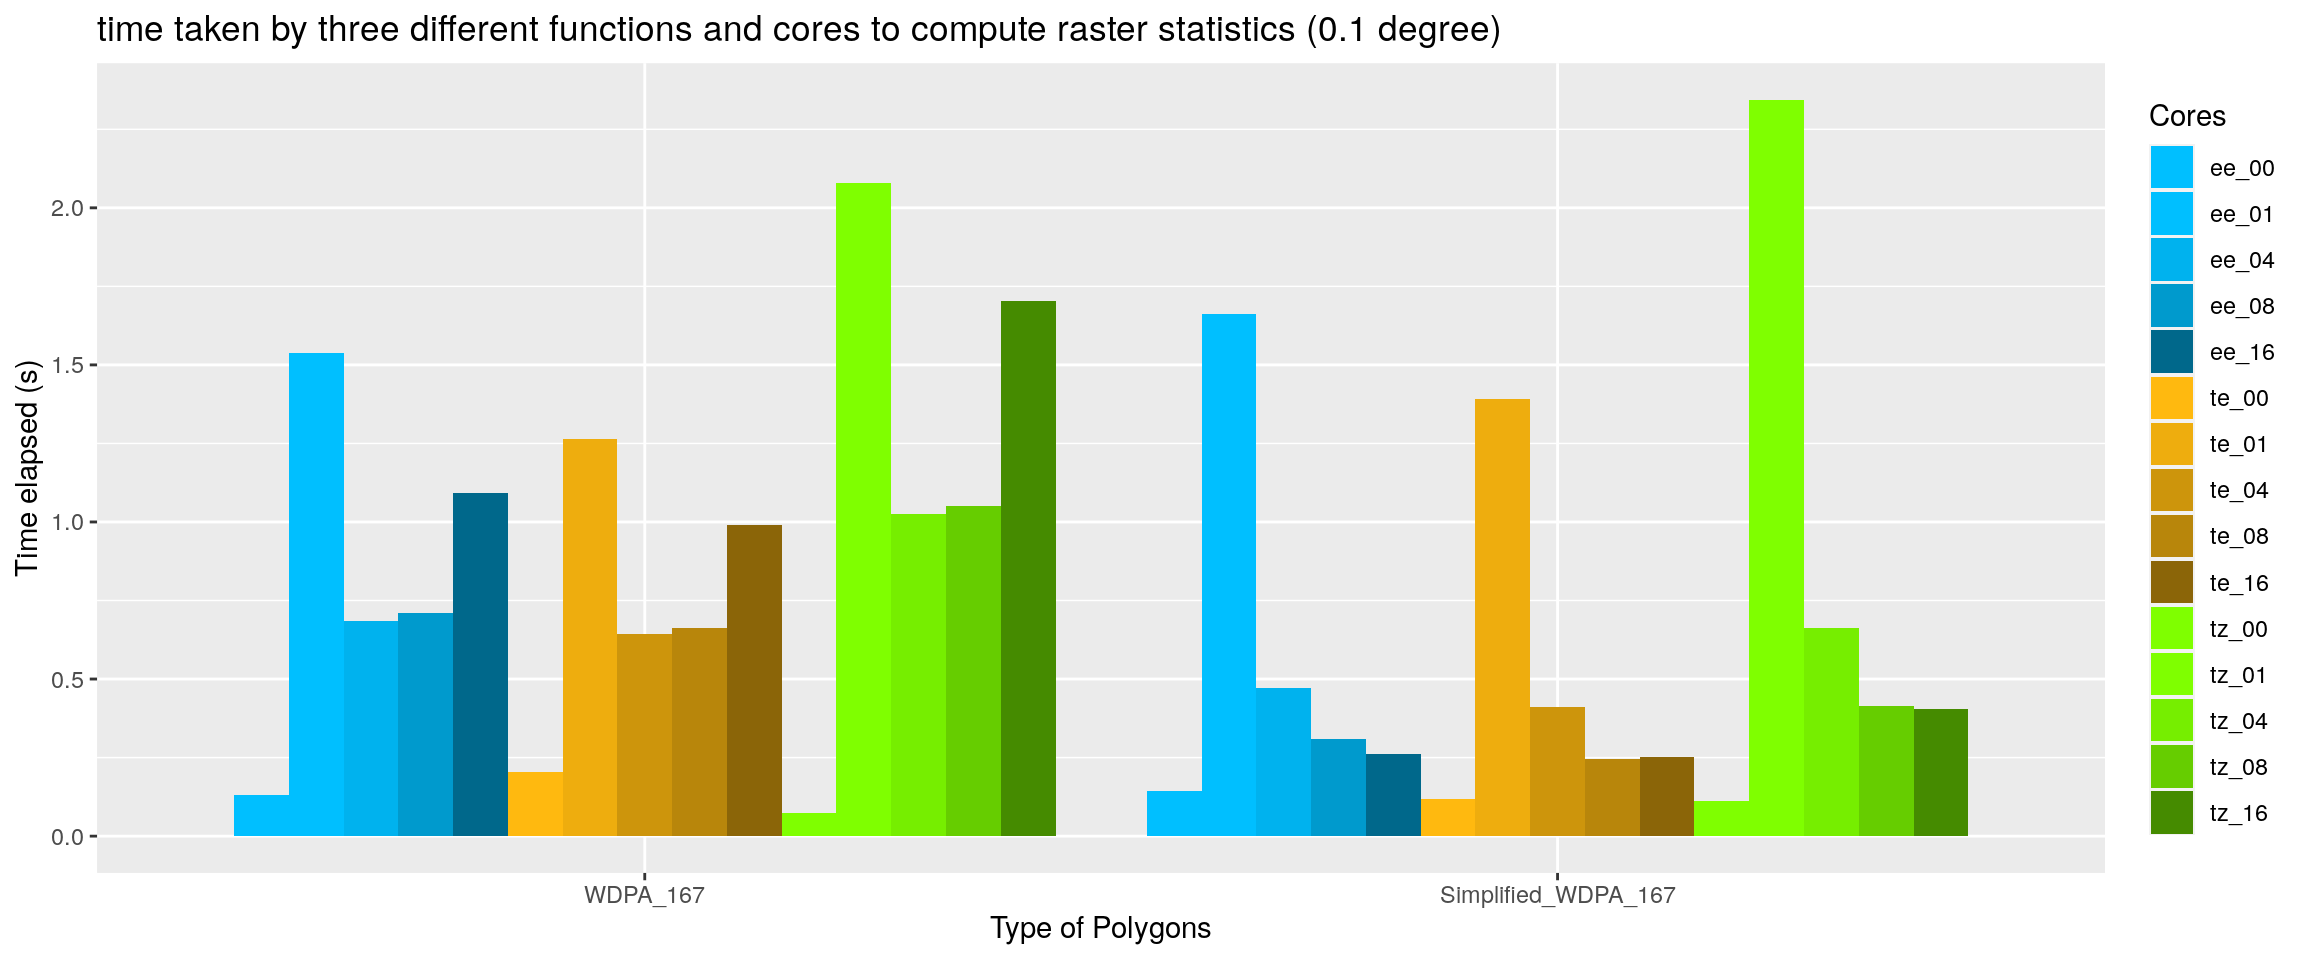 time taken by three different functions and cores to compute raster statistics (0.1 degree)
Time elapsed (s)
2.0
1.5
1.0
0.5
0.0
WDPA_167
Simplified_WDPA_167
Type of Polygons
Cores
ee_00
ee_01
ee_04
ee_08
ee_16
te_00
te_01
te_04
te_08
te_16
tz_00
tz_01
tz_04
tz_08
tz_16